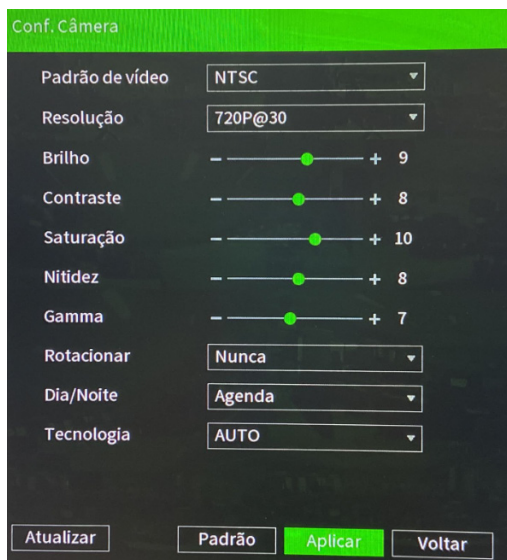 Conf. Câmera
Padrão de vídeo NTSC
Resolução 720P@30
Brilho - + 9
Contraste - + 8
Saturação - + 10
Nitidez - + 8
Gamma - + 7
Rotacionar Nunca
Dia/Noite Agenda
Tecnologia AUTO
Atualizar Padrão Aplicar Voltar